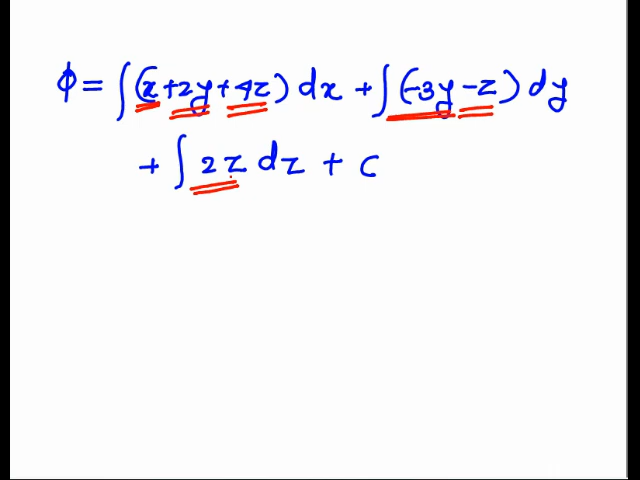 ϕ = ∫(x + 2y + 4z) dx + ∫(-3y - z) dy
+ ∫ 2z dz + c